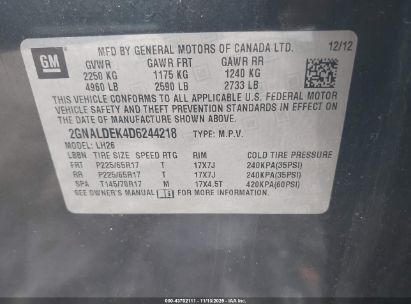 GM
MFD BY GENERAL MOTORS OF CANADA LTD. 12/12
GVWR GAWR FRT GAWR RR
2250 KG 1175 KG 1240 KG
4960 LB 2590 LB 2733 LB
THIS VEHICLE CONFORMS TO ALL APPLICABLE U.S. FEDERAL MOTOR
VEHICLE SAFETY AND THEFT PREVENTION STANDARDS IN EFFECT ON
THE DATE OF MANUFACTURE SHOWN ABOVE.
2GNALDEK4D6244218 TYPE: M.P.V.
MODEL: LH26
TIRE SIZE SPEED RTG RIM COLD TIRE PRESSURE
FRT P225/65R17 T 17X7J 240KPA(35PSI)
RR P225/65R17 T 17X7J 240KPA(35PSI)
SPA T145/70R17 M 17X4.5T 420KPA(60PSI)
SEE OWNER'S MANUAL FOR MORE INFORMATION.